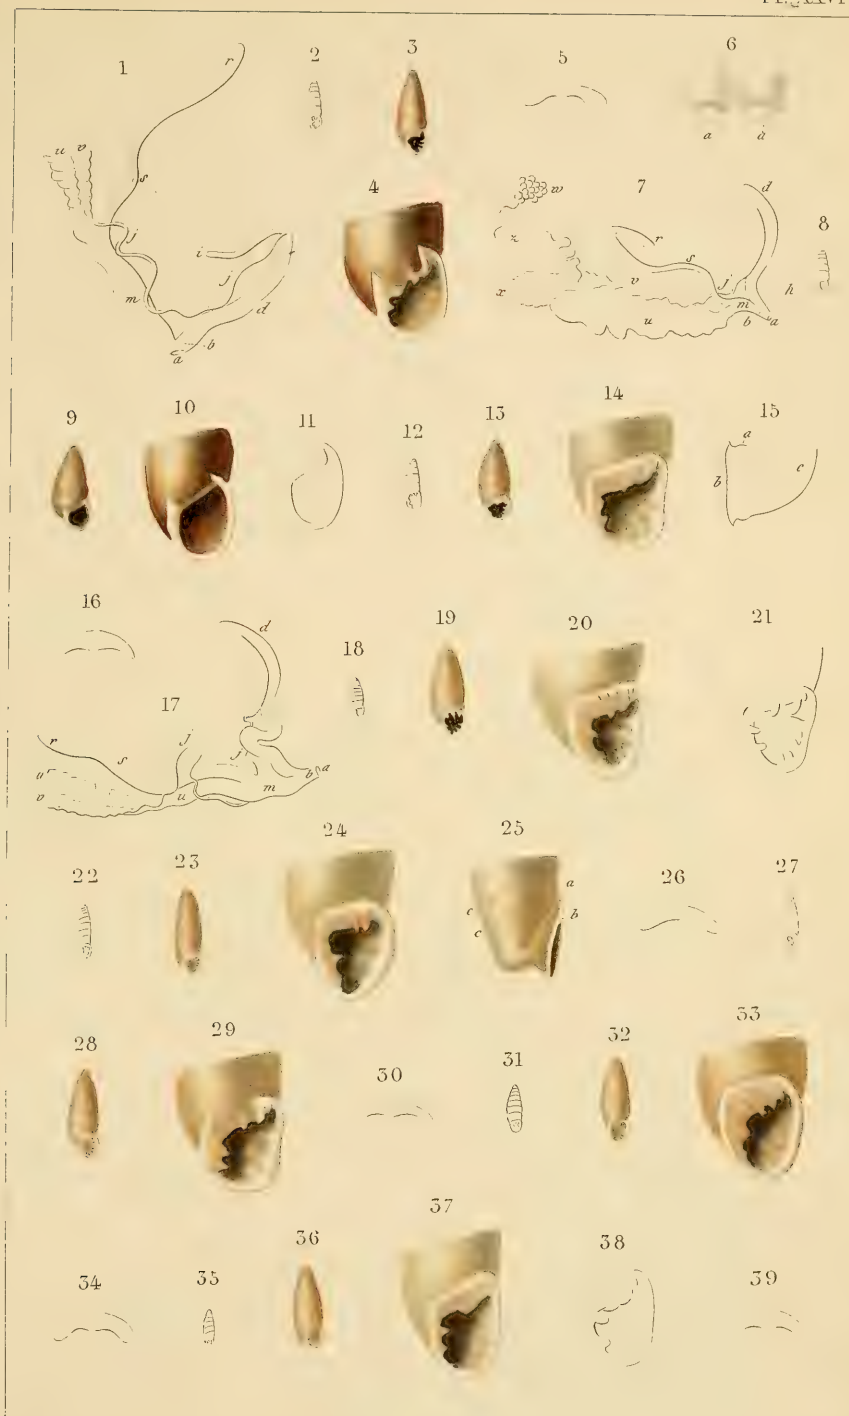 1
r
2
3
5
6
a
a
u v
s
4
w
7
d
8
j
z
r
i
j
s
v
j
h
x
m
d
m
u
b
a
a
b
9
10
11
12
13
14
15
a
c
b
16
d
19
20
21
18
17
r
s
j
j
b
a
v
u
m
24
25
22
23
a
26
27
c
b
c
28
29
32
33
30
31
37
36
38
34
35
39